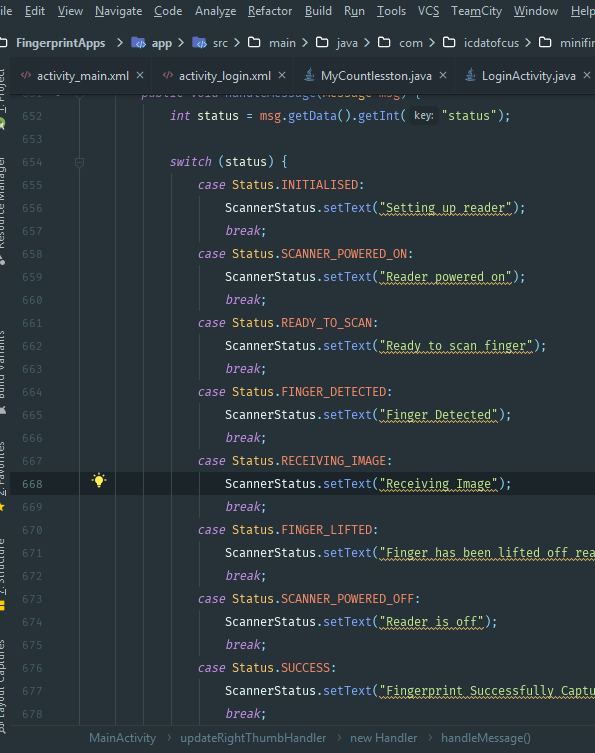 File Edit View Navigate Code Analyze Refactor Build Run Tools VCS TeamCity Window Help
FingerprintApps > app > src > main > java > com > icdatofcus > minifin
activity_main.xml × activity_login.xml × MyCountlesston.java × LoginActivity.java ×
public void handleMessage(Message msg) {
652 int status = msg.getData().getInt( key: "status");
653
654 switch (status) {
655 case Status.INITIALISED:
656 ScannerStatus.setText("Setting up reader");
657 break;
658 case Status.SCANNER_POWERED_ON:
659 ScannerStatus.setText("Reader powered on");
660 break;
661 case Status.READY_TO_SCAN:
662 ScannerStatus.setText("Ready to scan finger");
663 break;
664 case Status.FINGER_DETECTED:
665 ScannerStatus.setText("Finger Detected");
666 break;
667 case Status.RECEIVING_IMAGE:
668 ScannerStatus.setText("Receiving Image");
669 break;
670 case Status.FINGER_LIFTED:
671 ScannerStatus.setText("Finger has been lifted off rea
672 break;
673 case Status.SCANNER_POWERED_OFF:
674 ScannerStatus.setText("Reader is off");
675 break;
676 case Status.SUCCESS:
677 ScannerStatus.setText("Fingerprint Successfully Captu
678 break;
MainActivity > updateRightThumbHandler > new Handler > handleMessage()
1: Project
Resource Manager
Build Variants
2: Favorites
7: Structure
Layout Captures